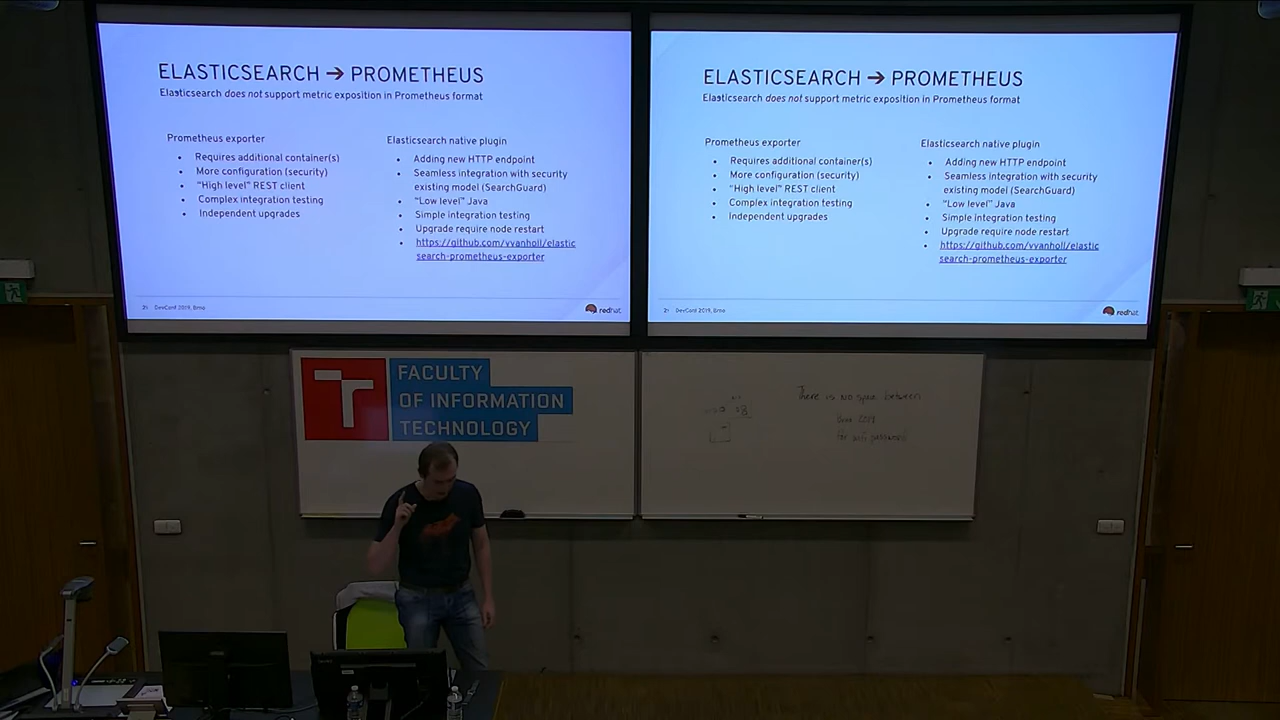 ELASTICSEARCH ➔ PROMETHEUS
Elasticsearch does not support metric exposition in Prometheus format
Prometheus exporter
• Requires additional container(s)
• More configuration (security)
• "High level" REST client
• Complex integration testing
• Independent upgrades
Elasticsearch native plugin
• Adding new HTTP endpoint
• Seamless integration with security
existing model (SearchGuard)
• "Low level" Java
• Simple integration testing
• Upgrade require node restart
• https://github.com/vvanholl/elastic
search-prometheus-exporter
DevConf 2019, Brno
redhat
ELASTICSEARCH ➔ PROMETHEUS
Elasticsearch does not support metric exposition in Prometheus format
Prometheus exporter
• Requires additional container(s)
• More configuration (security)
• "High level" REST client
• Complex integration testing
• Independent upgrades
Elasticsearch native plugin
• Adding new HTTP endpoint
• Seamless integration with security
existing model (SearchGuard)
• "Low level" Java
• Simple integration testing
• Upgrade require node restart
• https://github.com/vvanholl/elastic
search-prometheus-exporter
DevConf 2019, Brno
redhat
FACULTY
OF INFORMATION
TECHNOLOGY
There is no space between
for wifi password